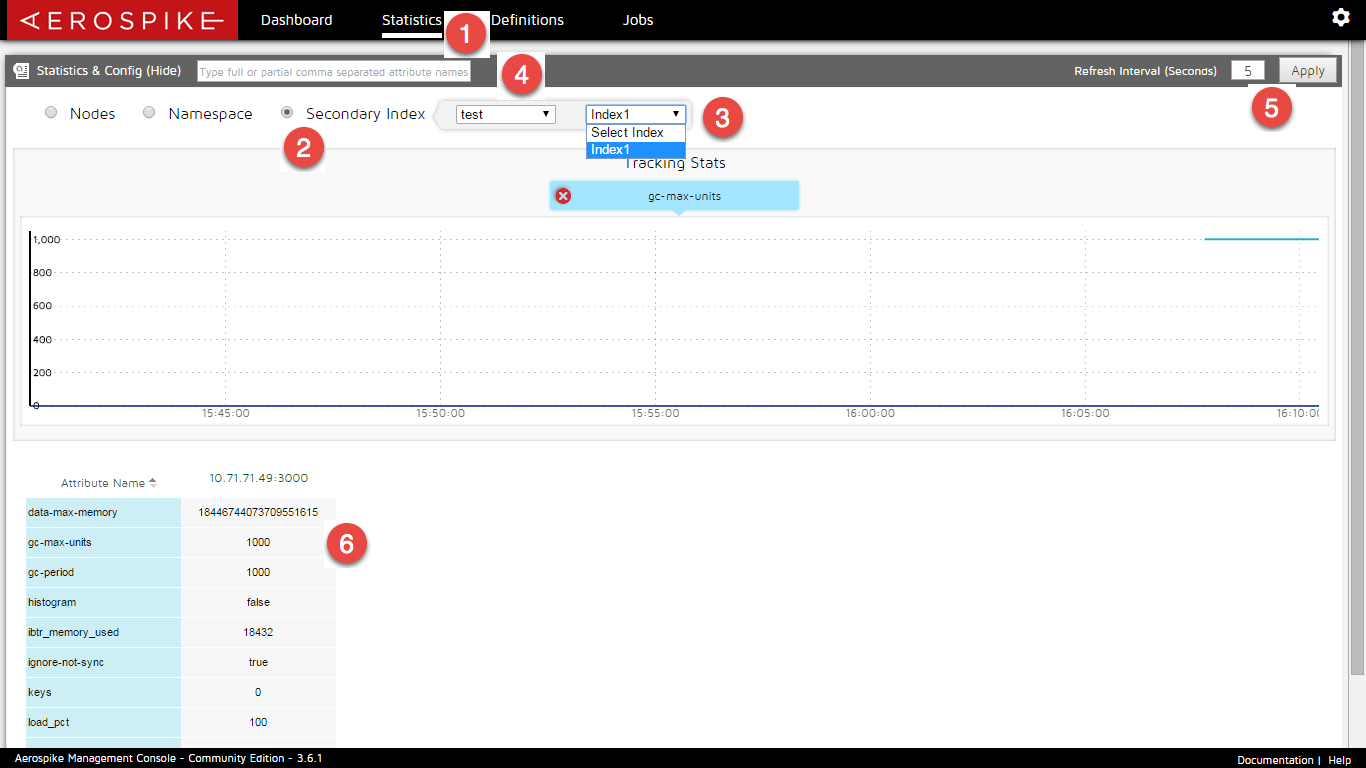 AEROSPIKE Dashboard Statistics Definitions Jobs
1
Statistics & Config (Hide) Type full or partial comma separated attribute names 4 Refresh Interval (Seconds) 5 Apply
5
Nodes Namespace Secondary Index test Index1 3
Select Index
2 Index1
Tracking Stats
gc-max-units
1,000
800
600
400
200
0
15:45:00 15:50:00 15:55:00 16:00:00 16:05:00 16:10:00
Attribute Name 10.71.71.49:3000
data-max-memory 18446744073709551615
gc-max-units 1000 6
gc-period 1000
histogram false
ibtr_memory_used 18432
ignore-not-sync true
keys 0
load_pct 100
Aerospike Management Console - Community Edition - 3.6.1 Documentation | Help